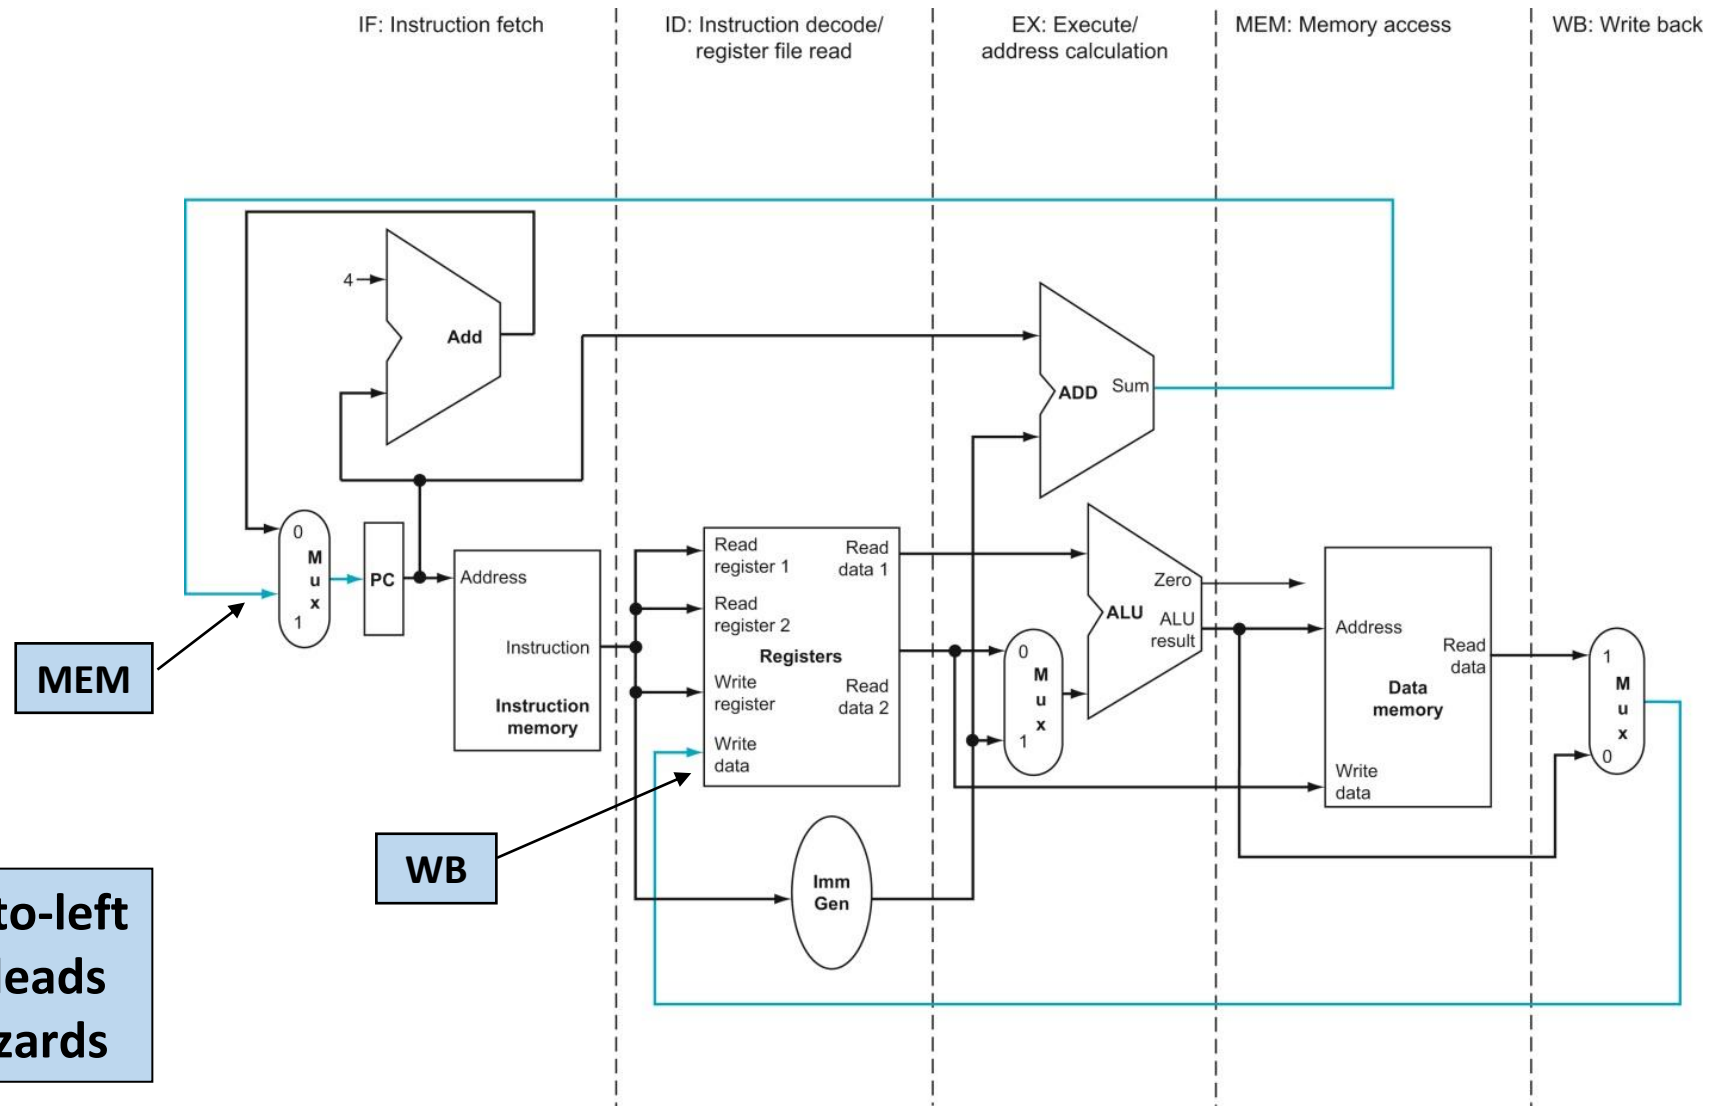 IF: Instruction fetch
ID: Instruction decode/
register file read
EX: Execute/
address calculation
MEM: Memory access
WB: Write back
4
Add
ADD
Sum
0
M
u
x
1
PC
Address
Instruction
Instruction
memory
Read
register 1
Read
register 2
Write
register
Write
data
Read
data 1
Registers
Read
data 2
0
M
u
x
1
Zero
ALU
ALU
result
Address
Read
data
Data
memory
Write
data
1
M
u
x
0
Imm
Gen
MEM
WB
to-left
leads
zards